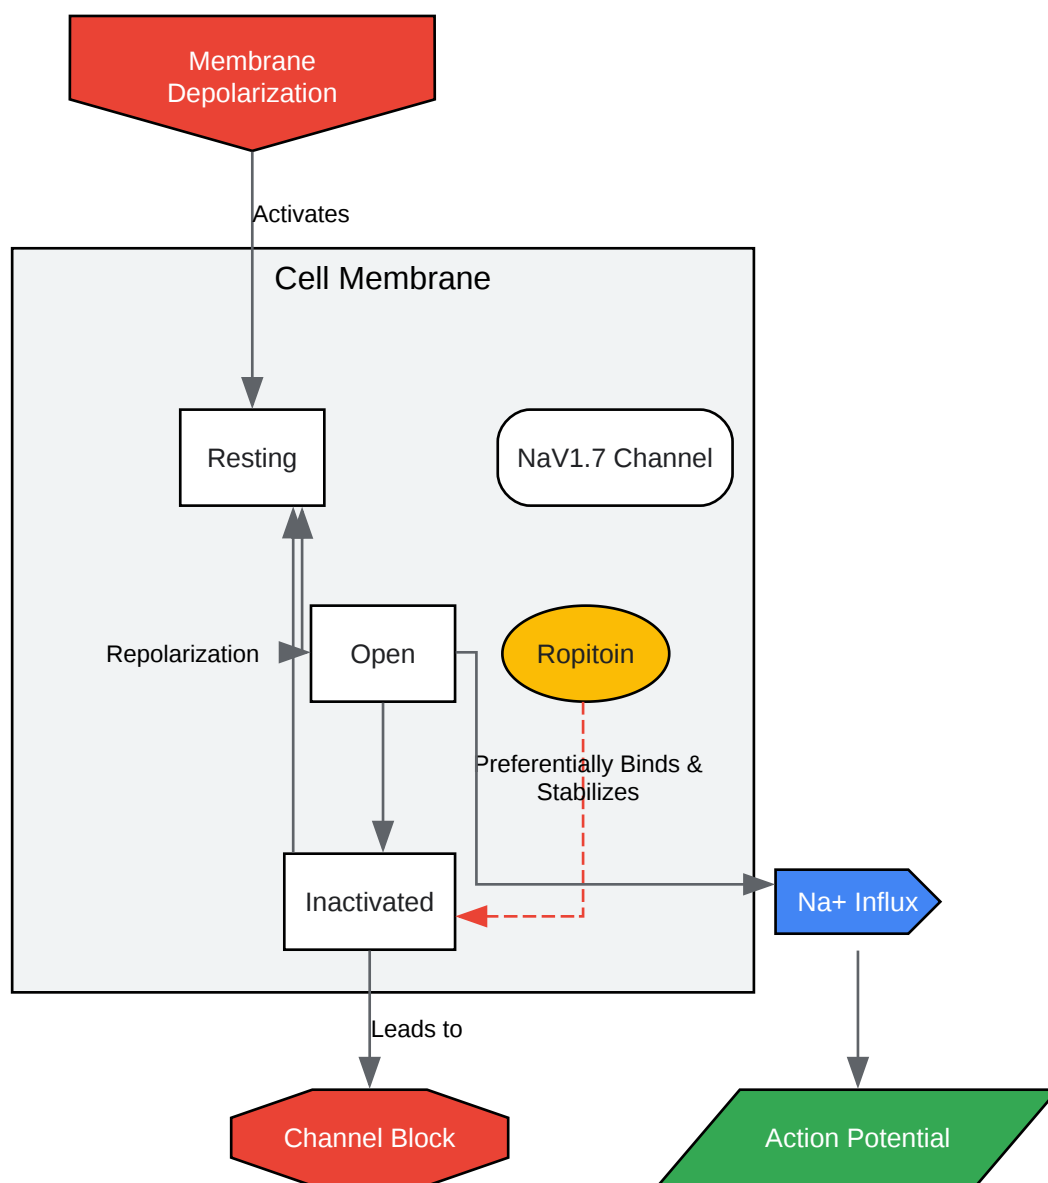 Membrane
Depolarization
Activates
Cell Membrane
Resting
NaV1.7 Channel
Repolarization
Open
Ropitoin
Preferentially Binds &
Stabilizes
Inactivated
Na+ Influx
Leads to
Channel Block
Action Potential